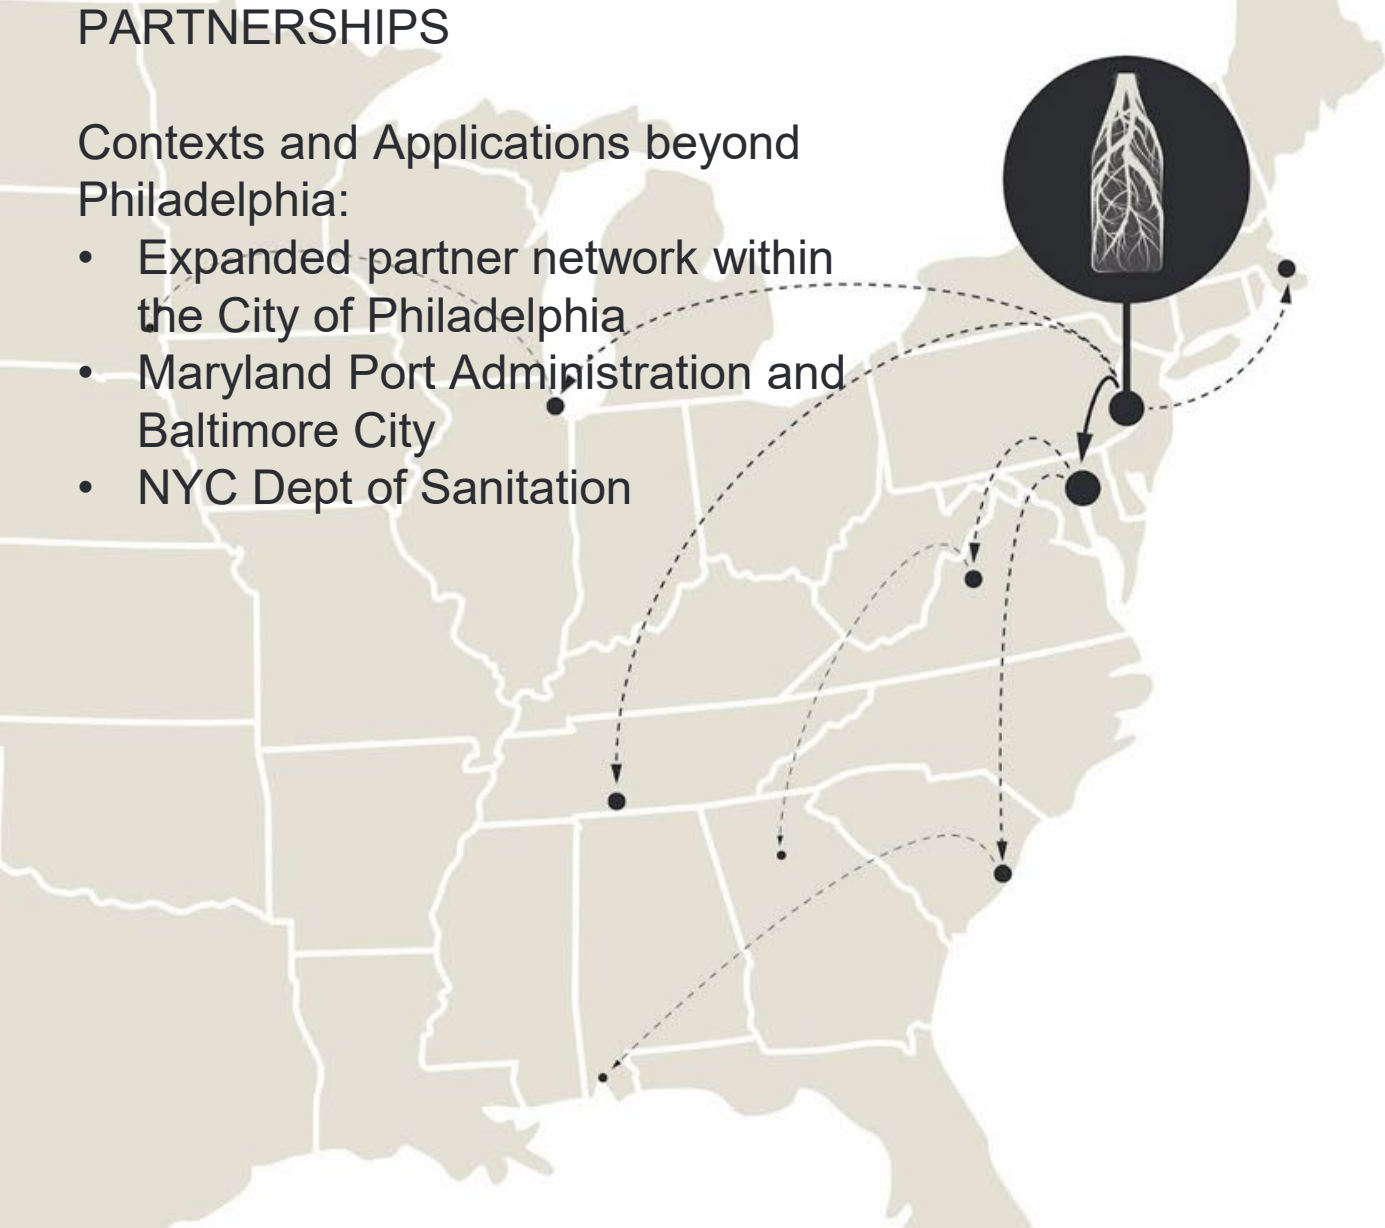 PARTNERSHIPS
Contexts and Applications beyond
Philadelphia:
• Expanded partner network within
the City of Philadelphia
• Maryland Port Administration and
Baltimore City
• NYC Dept of Sanitation